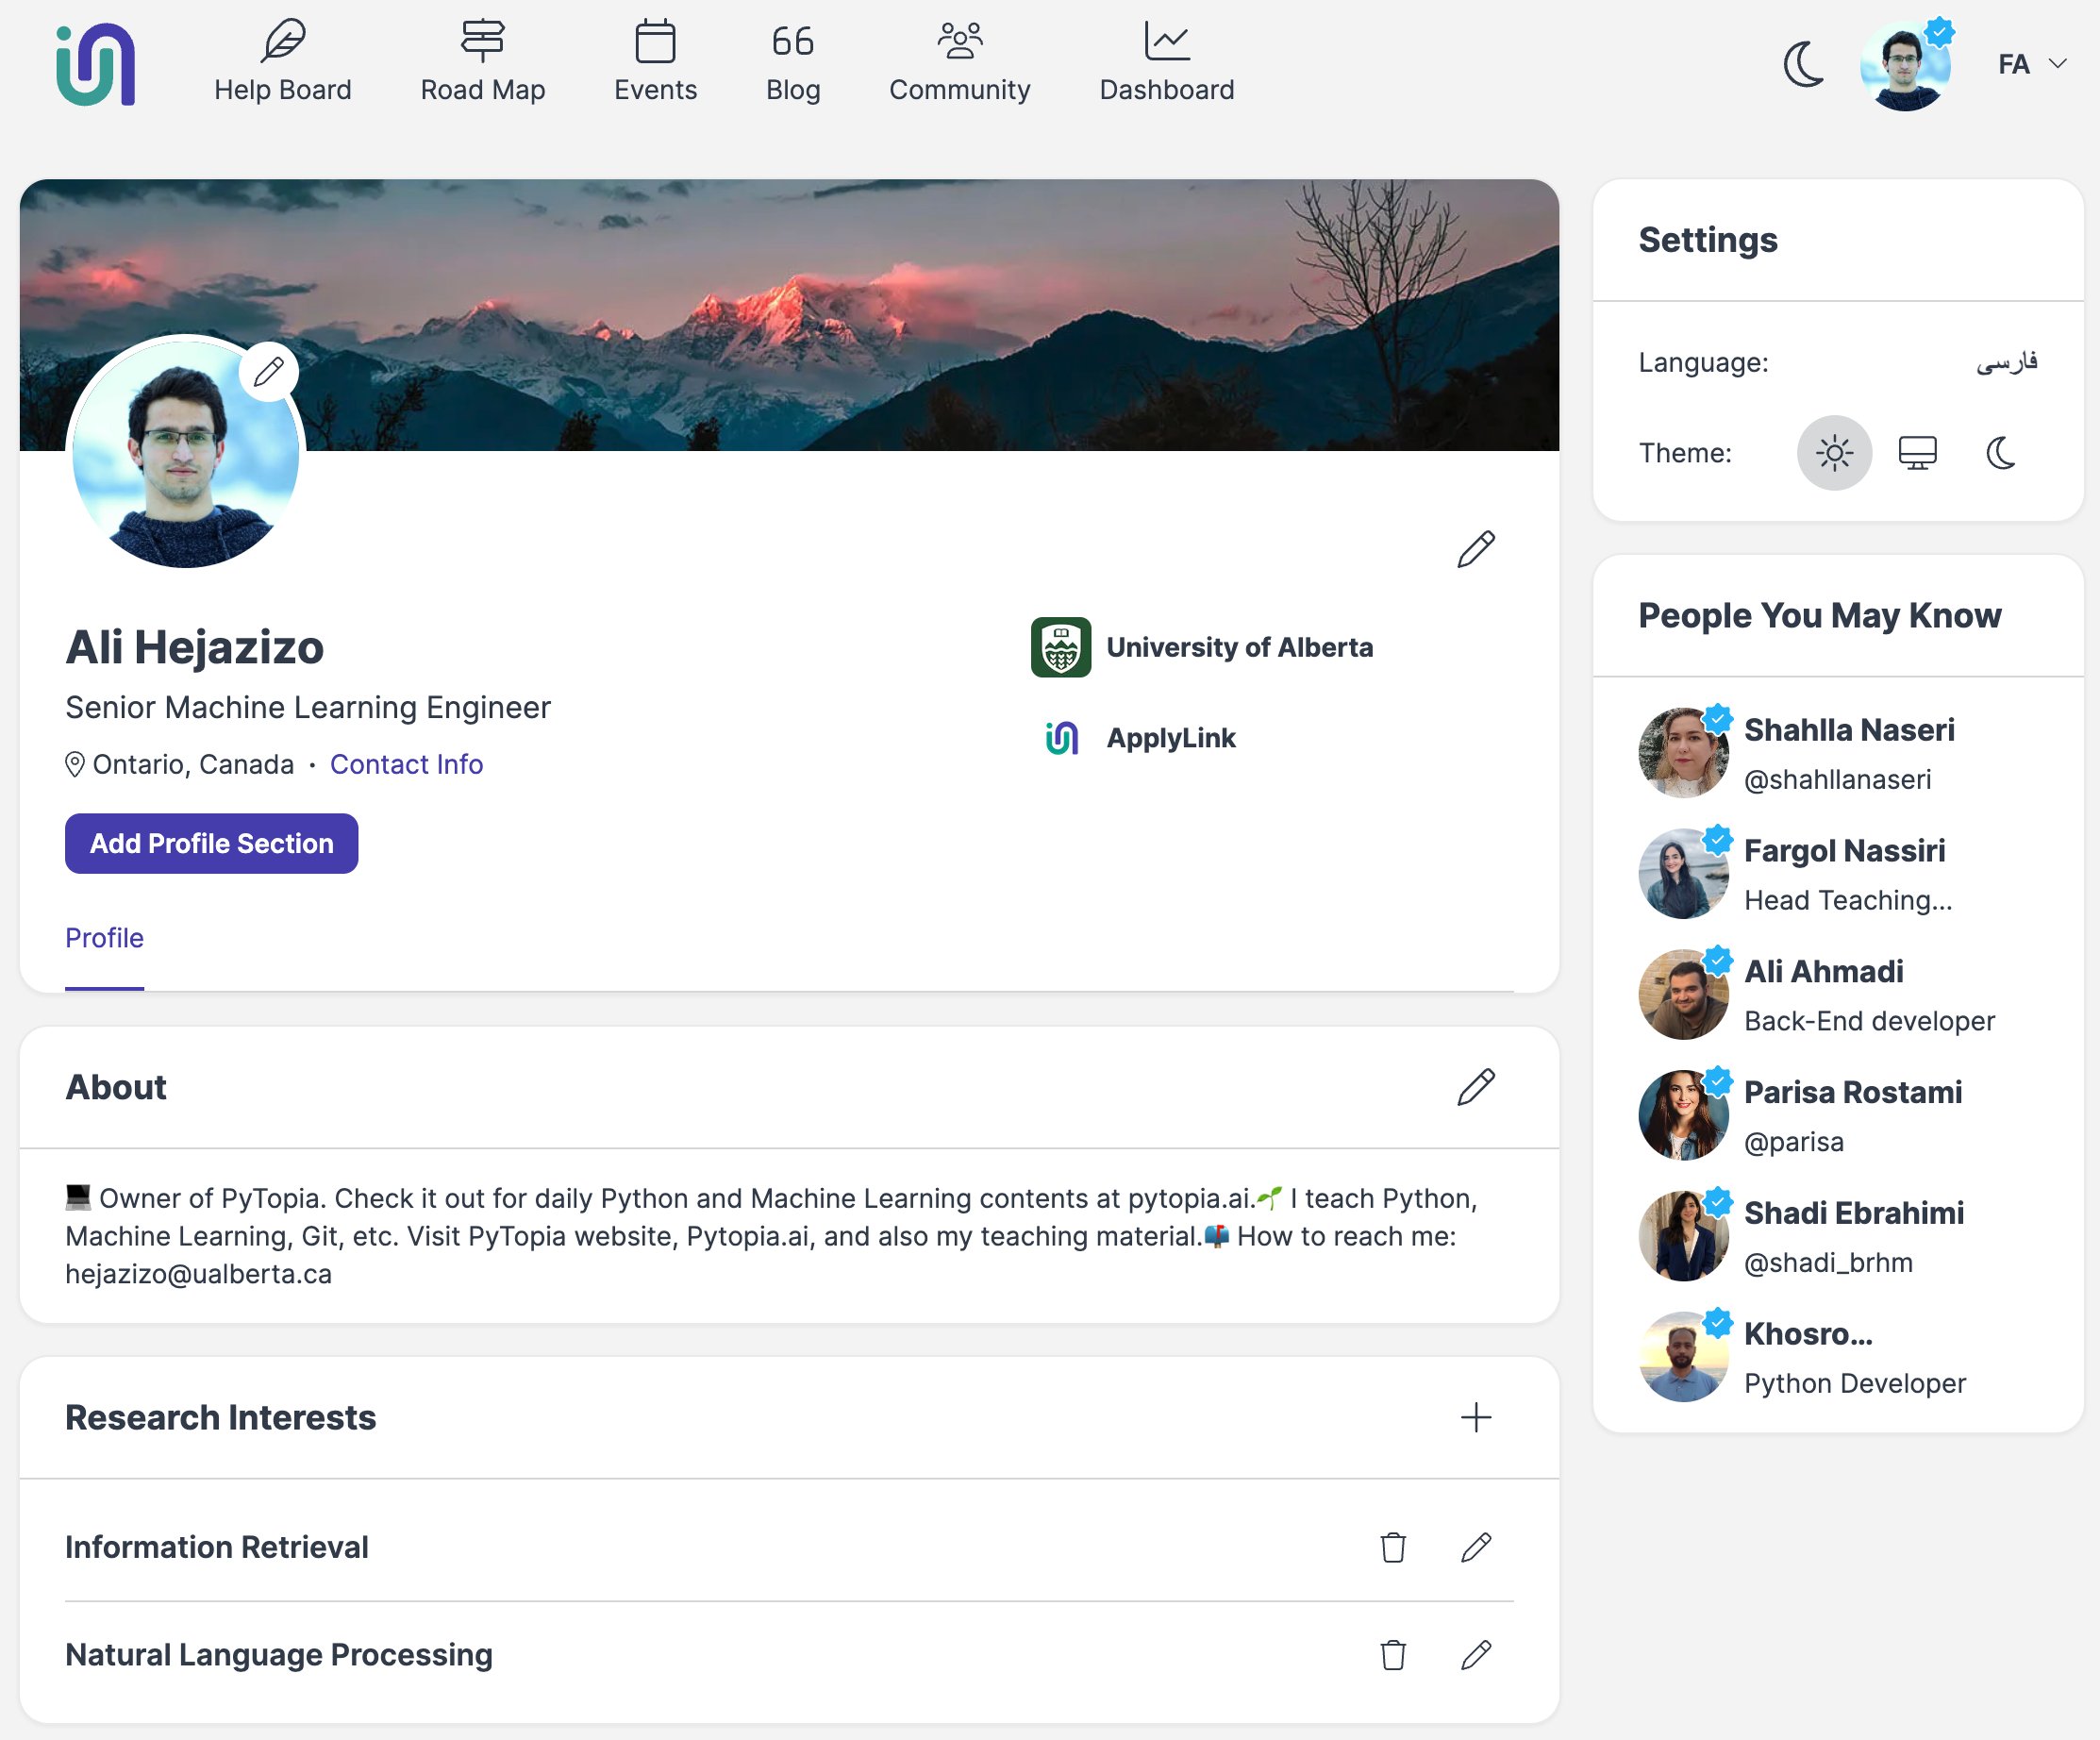 Help Board
Road Map
Events
Blog
Community
Dashboard
FA
Ali Hejazizo
Senior Machine Learning Engineer
Ontario, Canada · Contact Info
Add Profile Section
University of Alberta
ApplyLink
Profile
About
Owner of PyTopia. Check it out for daily Python and Machine Learning contents at pytopia.ai.🌱 I teach Python,
Machine Learning, Git, etc. Visit PyTopia website, Pytopia.ai, and also my teaching material.📫 How to reach me:
hejazizo@ualberta.ca
Research Interests
Information Retrieval
Natural Language Processing
Settings
Language: فارسی
Theme:
People You May Know
Shahlla Naseri
@shahllanaseri
Fargol Nassiri
Head Teaching...
Ali Ahmadi
Back-End developer
Parisa Rostami
@parisa
Shadi Ebrahimi
@shadi_brhm
Khosro...
Python Developer